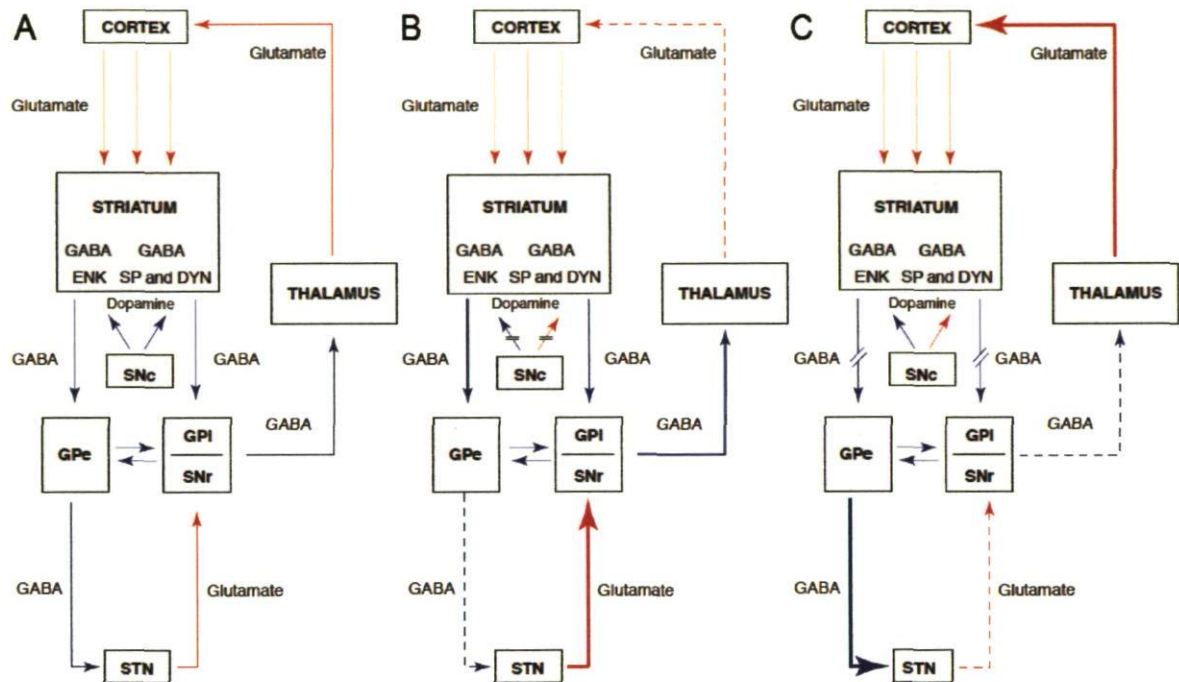 A
CORTEX
Glutamate
Glutamate
STRIATUM
GABA GABA
ENK SP and DYN
Dopamine
THALAMUS
GABA
SNc
GABA
GPe
GPI
SNr
GABA
GABA
Glutamate
STN
B
CORTEX
Glutamate
Glutamate
STRIATUM
GABA GABA
ENK SP and DYN
Dopamine
THALAMUS
GABA
SNc
GABA
GPe
GPI
SNr
GABA
GABA
Glutamate
STN
C
CORTEX
Glutamate
Glutamate
STRIATUM
GABA GABA
ENK SP and DYN
Dopamine
THALAMUS
GABA
SNc
GABA
GPe
GPI
SNr
GABA
GABA
Glutamate
STN